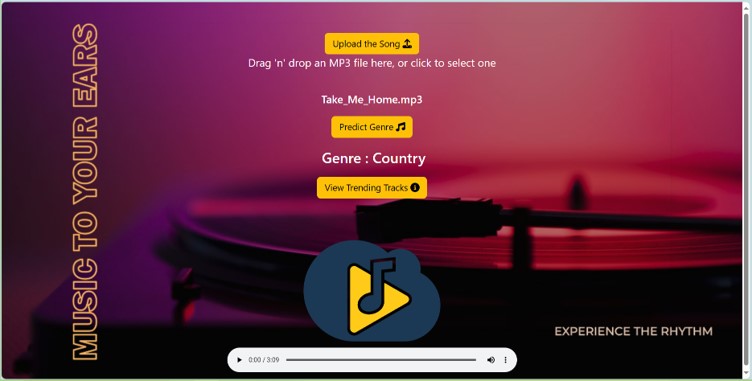 MUSIC TO YOUR EARS
Upload the Song
Drag 'n' drop an MP3 file here, or click to select one
Take_Me_Home.mp3
Predict Genre
Genre : Country
View Trending Tracks
EXPERIENCE THE RHYTHM
0:00 / 3:09